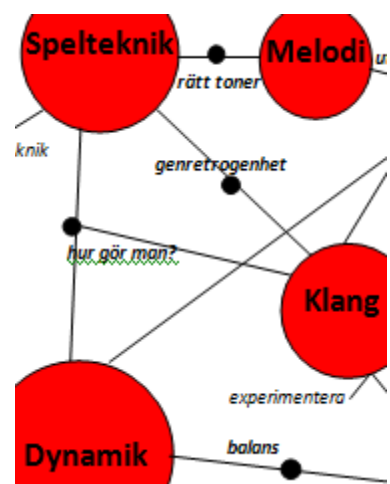 Spelteknik
Melodi
rätt toner
knik
genretrogenhet
hur gör man?
Klang
experimentera
balans
Dynamik